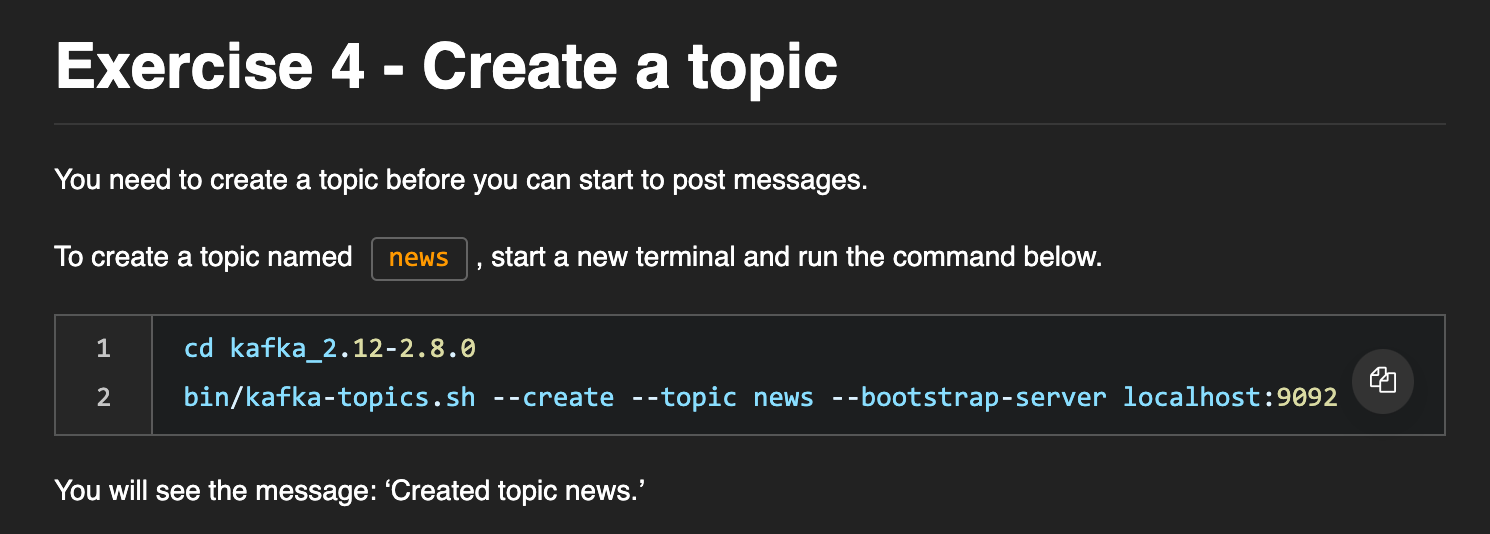 Exercise 4 - Create a topic
You need to create a topic before you can start to post messages.
To create a topic named news , start a new terminal and run the command below.
1 cd kafka_2.12-2.8.0
2 bin/kafka-topics.sh --create --topic news --bootstrap-server localhost:9092
You will see the message: ‘Created topic news.’